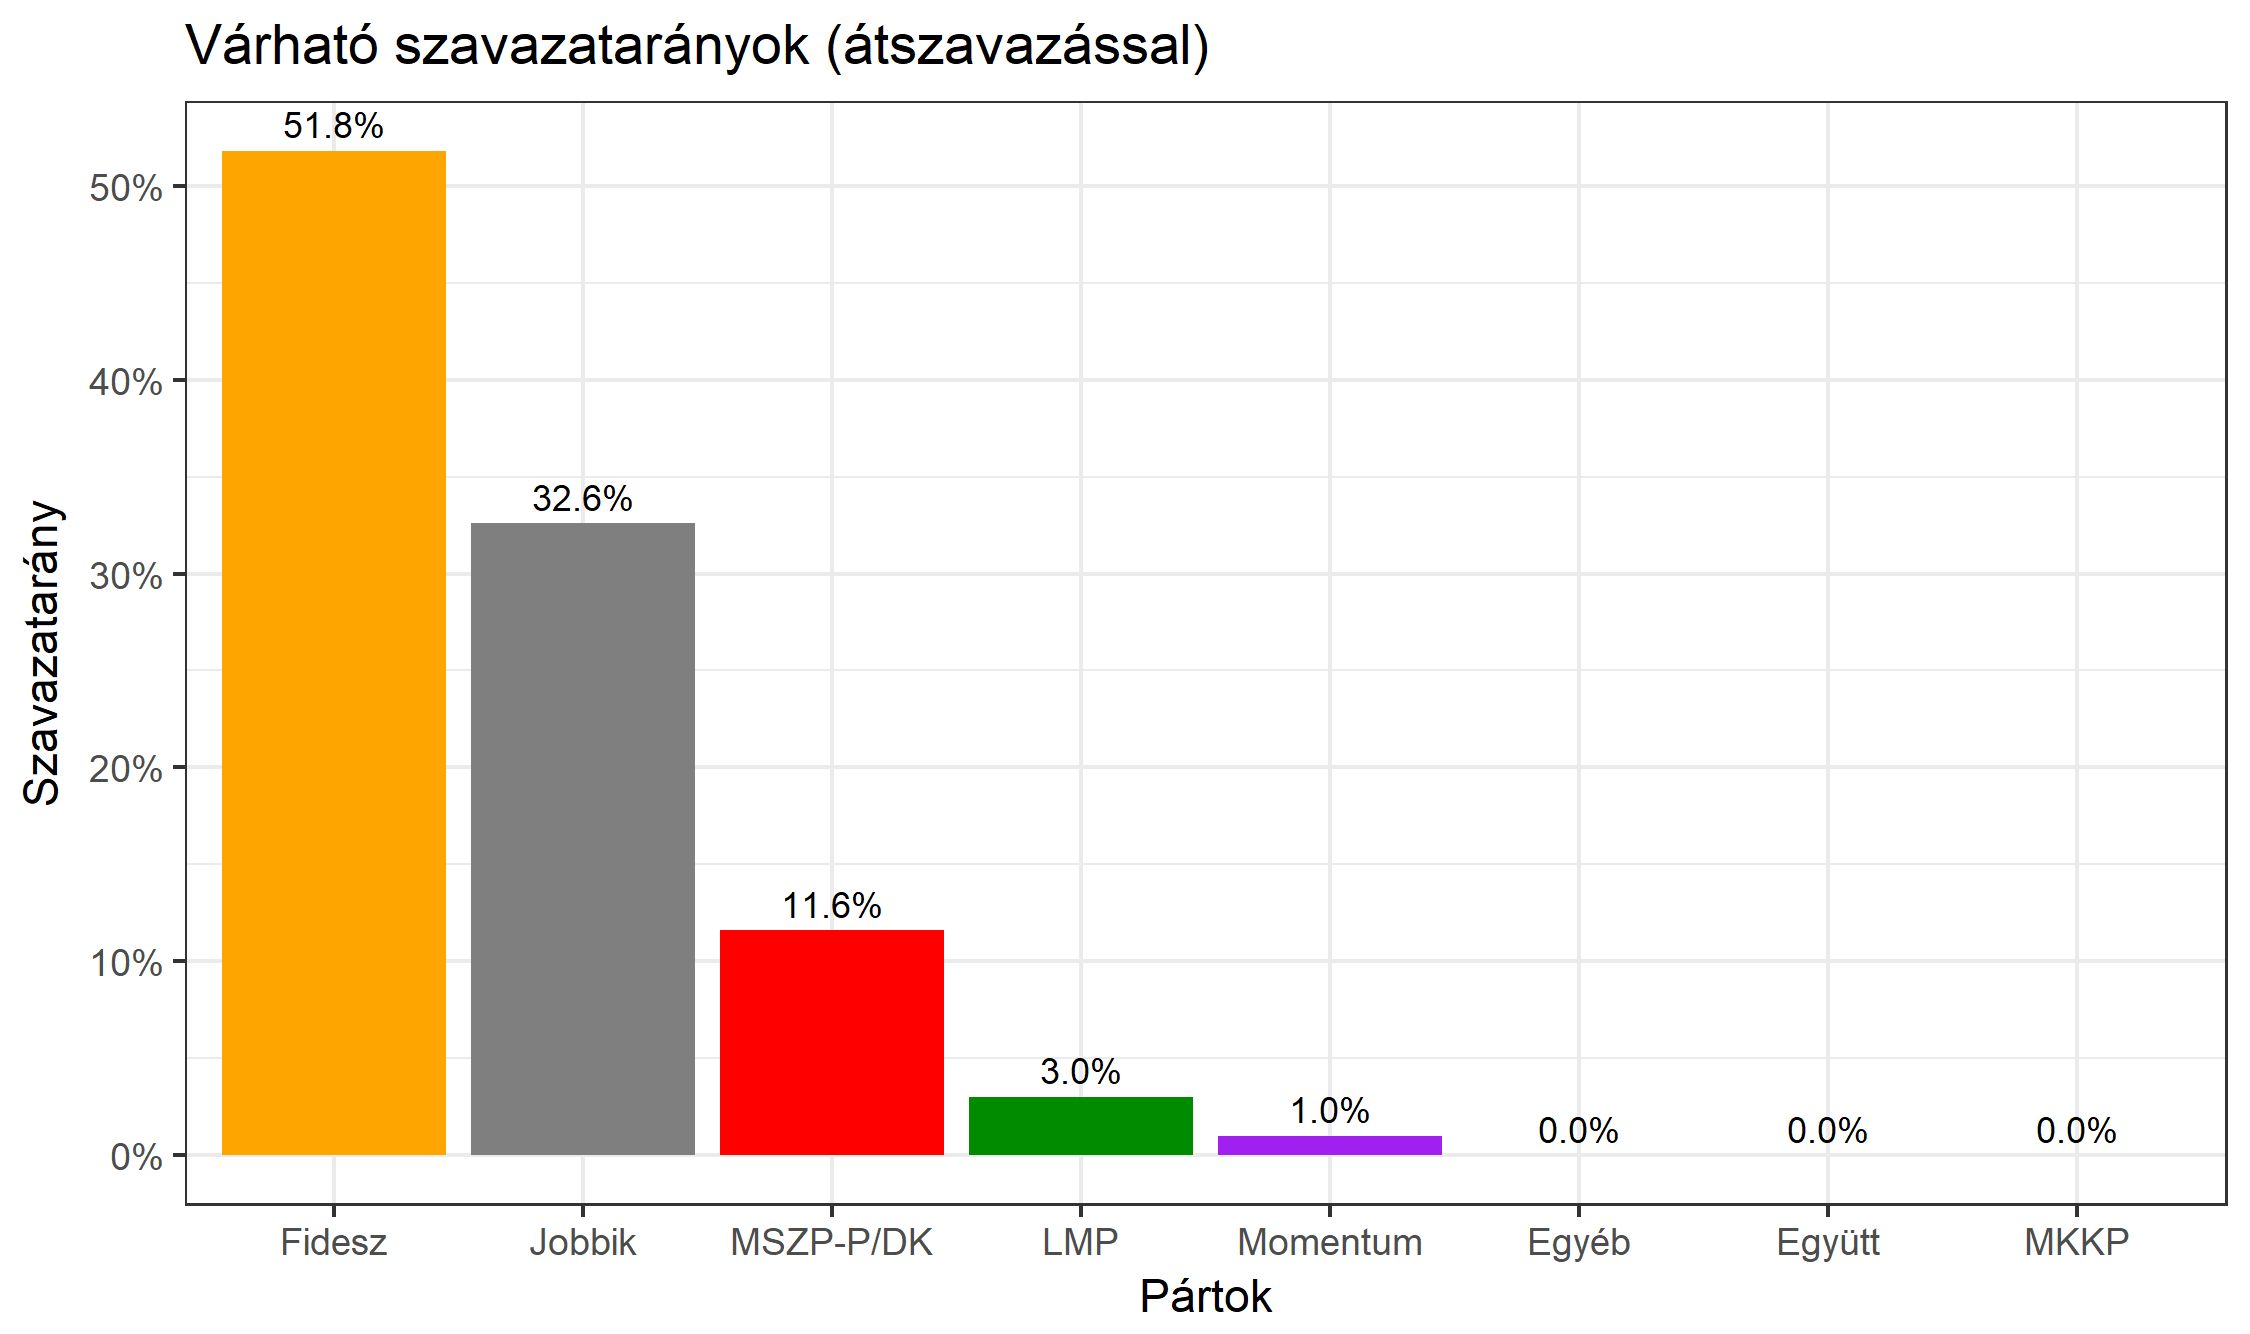 Várható szavazatarányok (átszavazással)
Szavazatarány
50%
40%
30%
20%
10%
0%
51.8%
32.6%
11.6%
3.0%
1.0%
0.0%
0.0%
0.0%
Fidesz
Jobbik
MSZP-P/DK
LMP
Momentum
Egyéb
Együtt
MKKP
Pártok